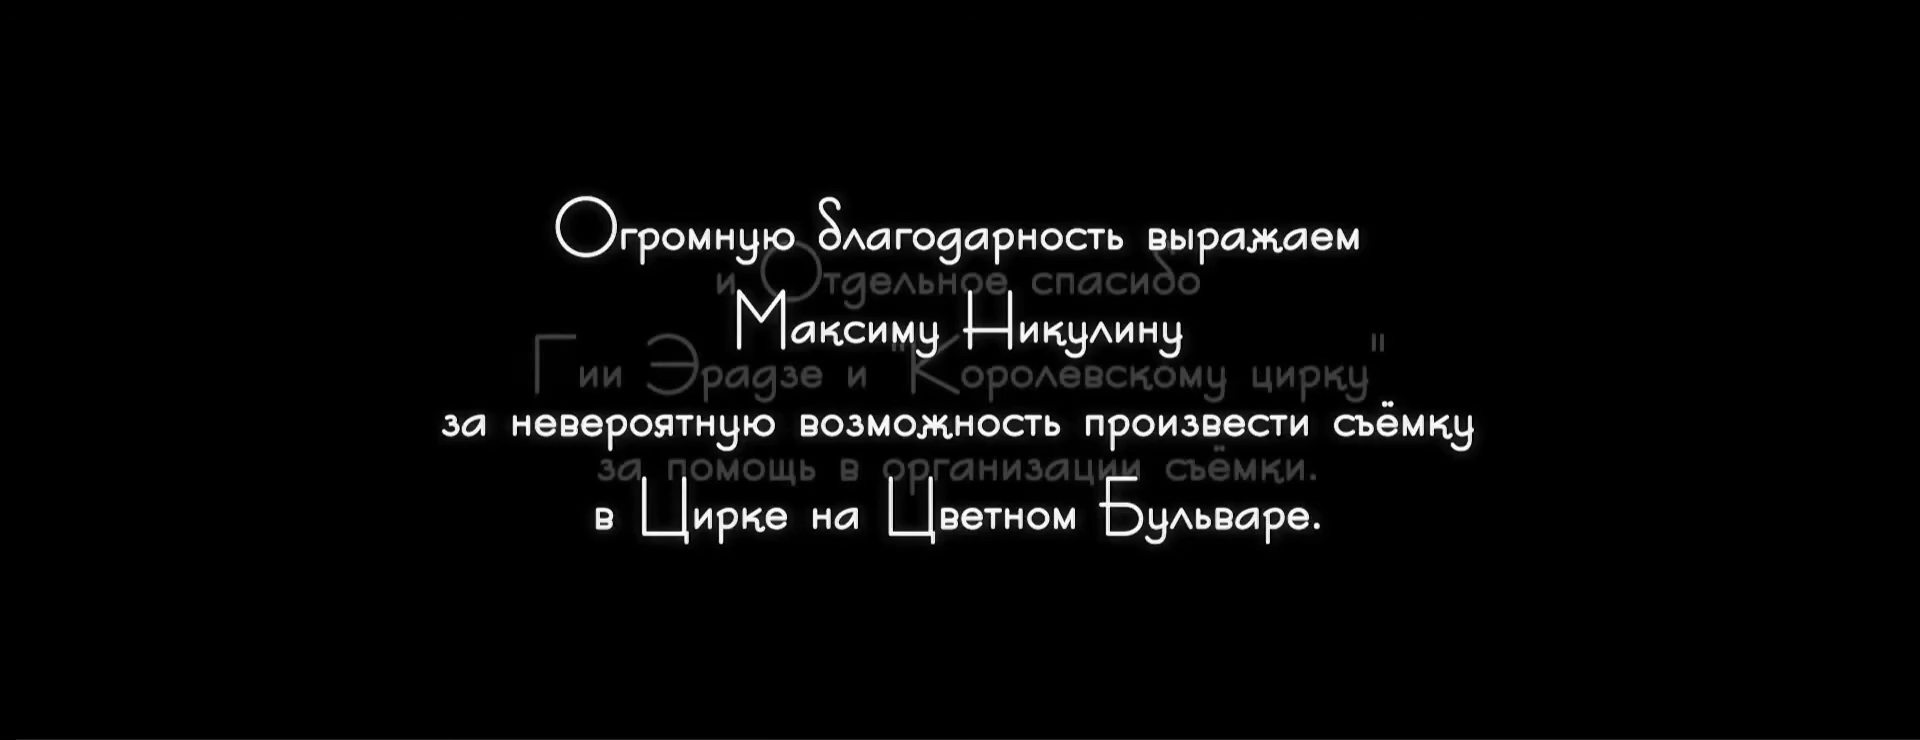 Огромную благодарность выражаем
и Отдельное спасибо
Максиму Никулину
Гии Эрадзе и "Королевскому цирку"
за невероятную возможность произвести съёмку
за помощь в организации съёмки.
в Цирке на Цветном Бульваре.